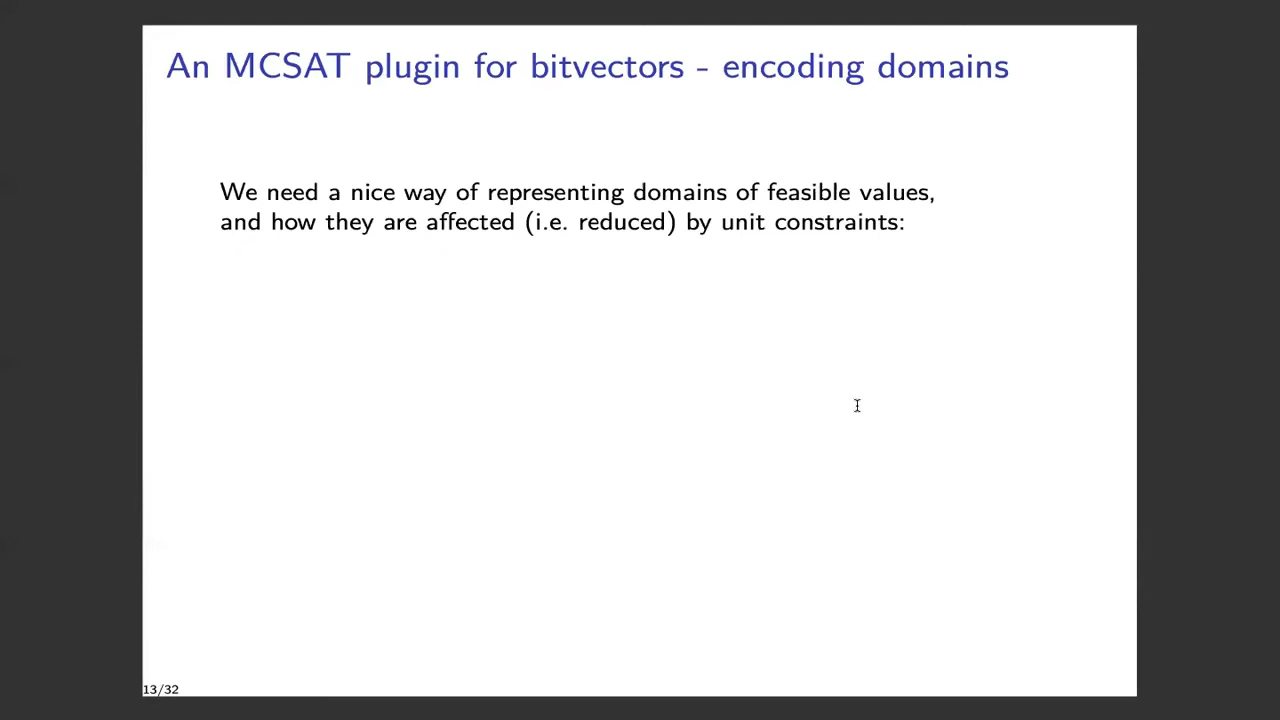 An MCSAT plugin for bitvectors - encoding domains
We need a nice way of representing domains of feasible values,
and how they are affected (i.e. reduced) by unit constraints:
13/32